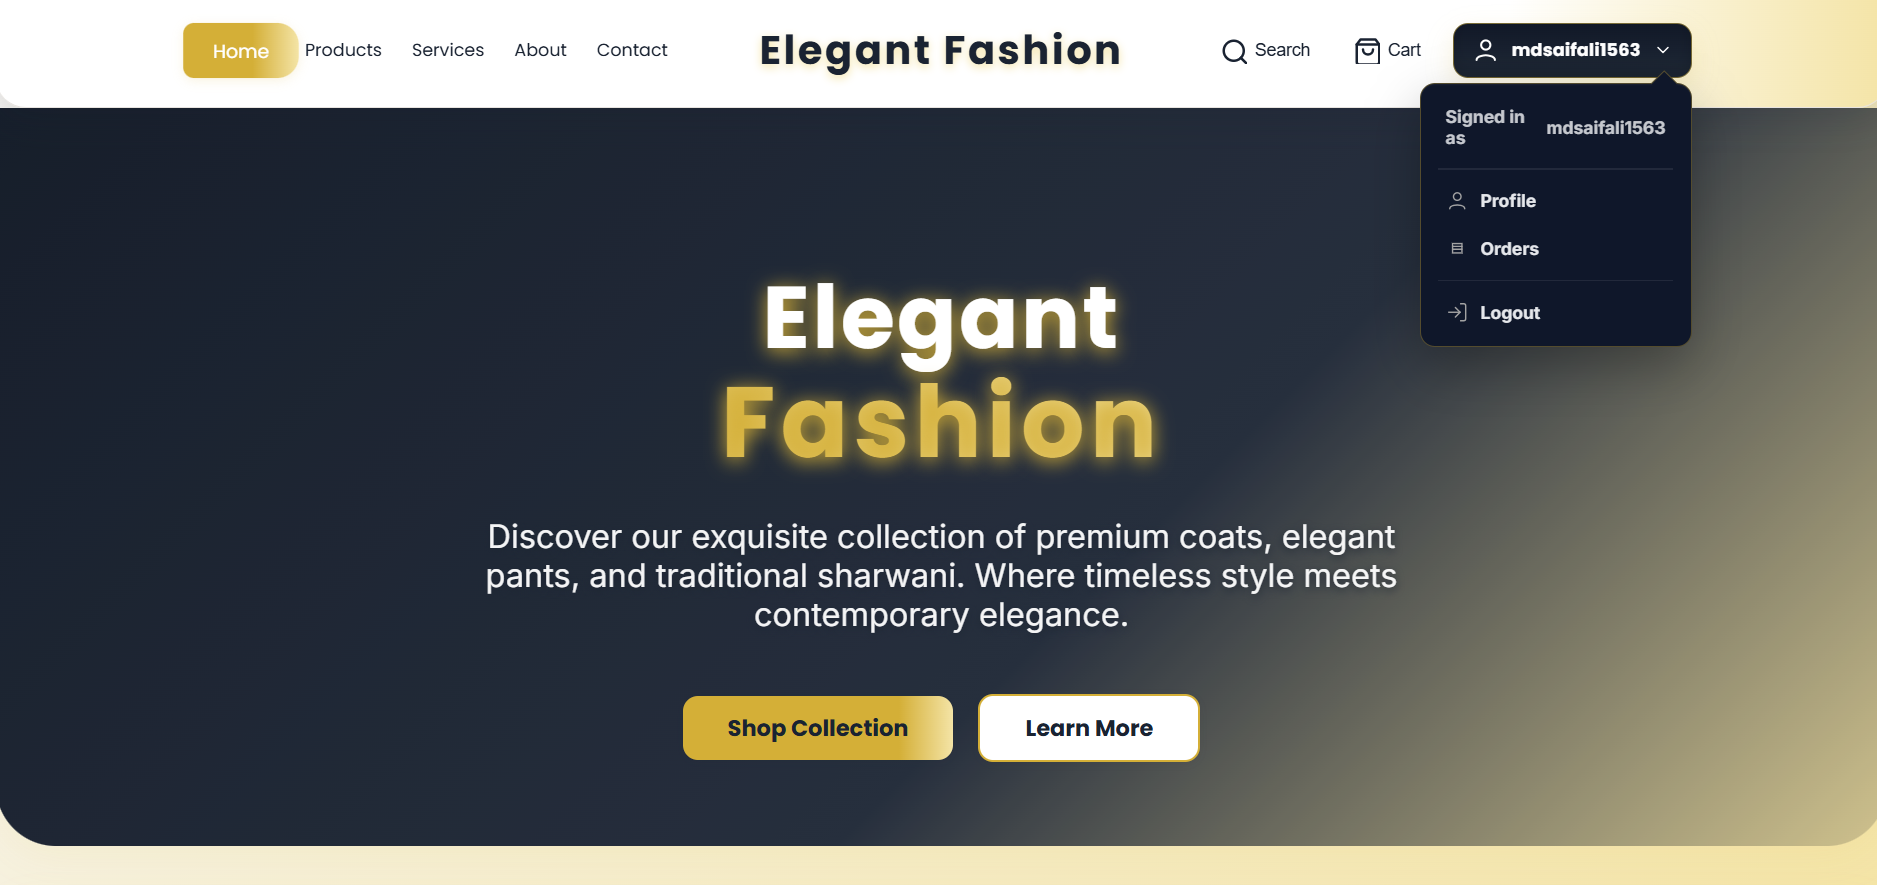 Home
Products
Services
About
Contact
Elegant Fashion
Search
Cart
mdsaifali1563
Signed in
as
mdsaifali1563
Profile
Orders
Logout
Elegant
Fashion
Discover our exquisite collection of premium coats, elegant
pants, and traditional sharwani. Where timeless style meets
contemporary elegance.
Shop Collection
Learn More